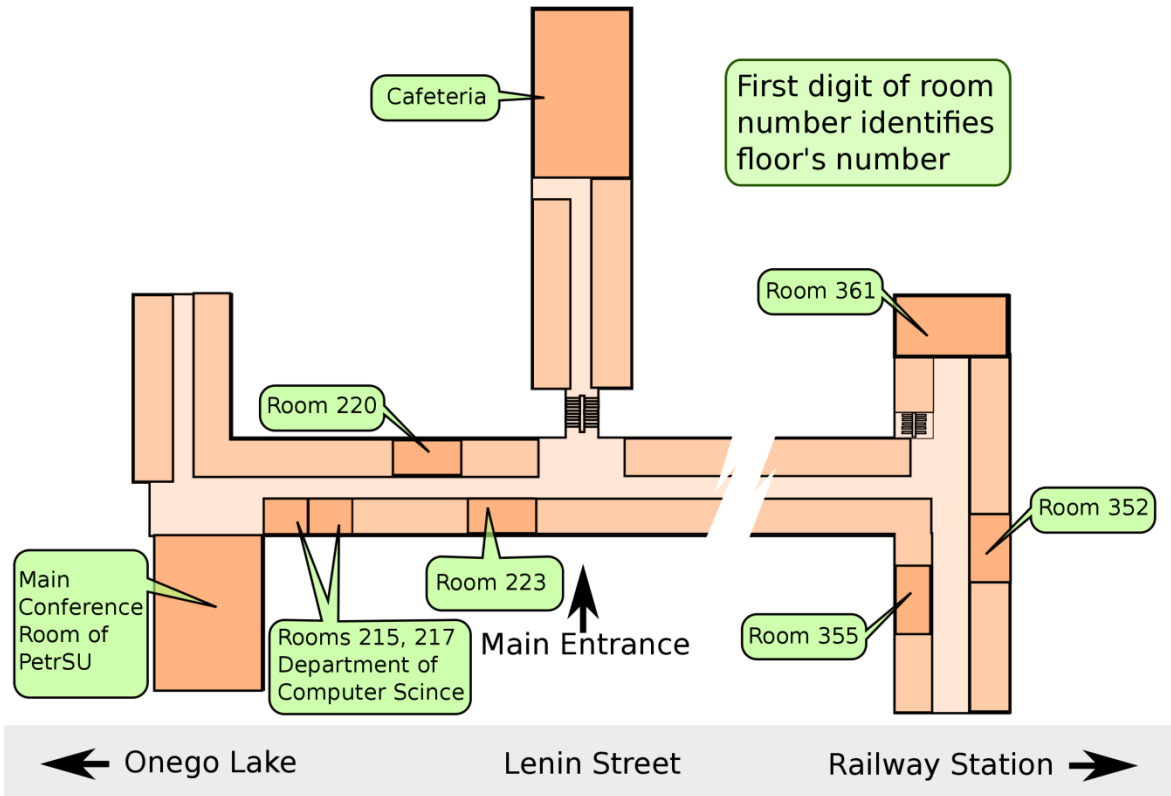 Cafeteria
First digit of room
number identifies
floor's number
Room 361
Room 220
Room 352
Main
Conference
Room of
PetrSU
Rooms 215, 217
Department of
Computer Scince
Room 223
Main Entrance
Room 355
Onego Lake
Lenin Street
Railway Station